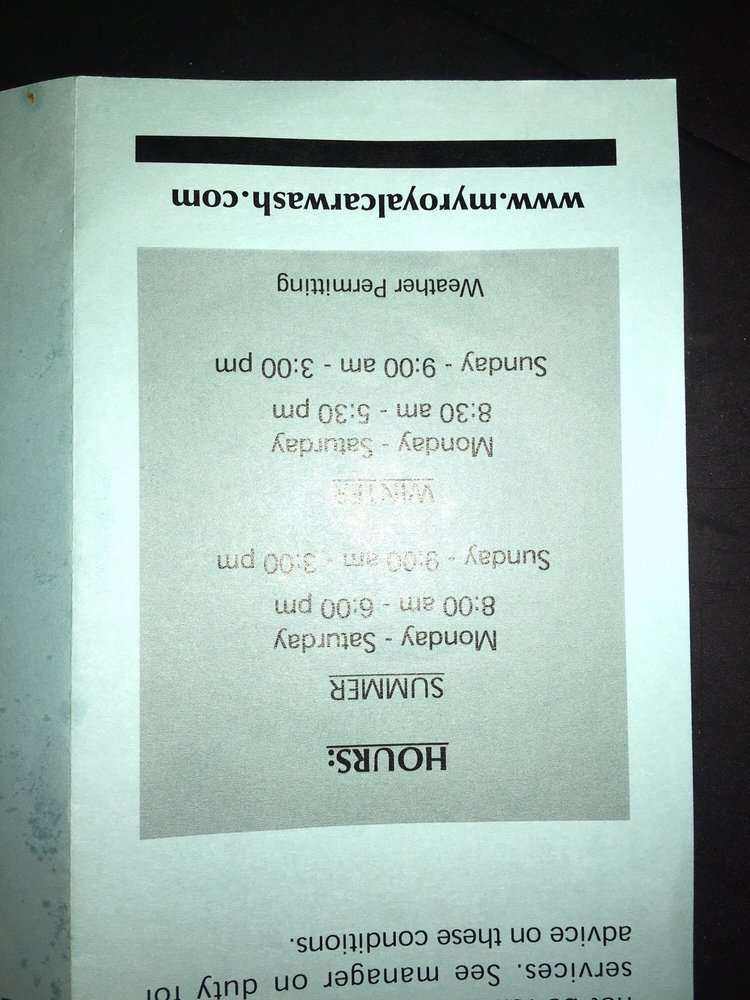 services. See manager on duty for
advice on these conditions.
HOURS:
SUMMER
Monday - Saturday
8:00 am - 6:00 pm
Sunday - 9:00 am - 3:00 pm
WINTER
Monday - Saturday
8:30 am - 5:30 pm
Sunday - 9:00 am - 3:00 pm
Weather Permitting
www.myroyalcarwash.com